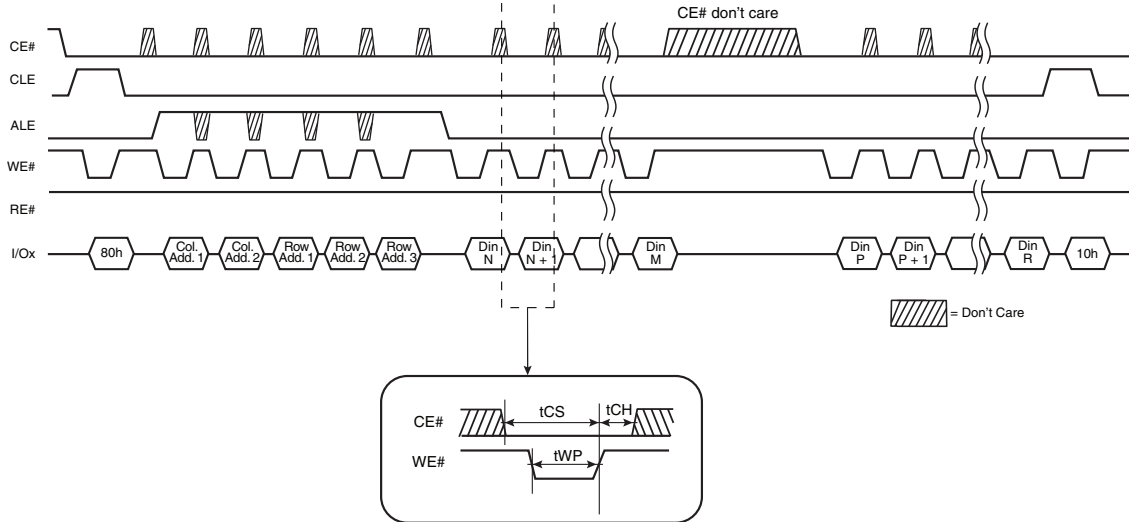 CE# don't care
CE#
CLE
ALE
WE#
RE#
I/Ox
80h
Col.
Add. 1
Col.
Add. 2
Row
Add. 1
Row
Add. 2
Row
Add. 3
Din
N
Din
N + 1
Din
M
Din
P
Din
P + 1
Din
R
10h
= Don't Care
CE#
tCS
tCH
WE#
tWP